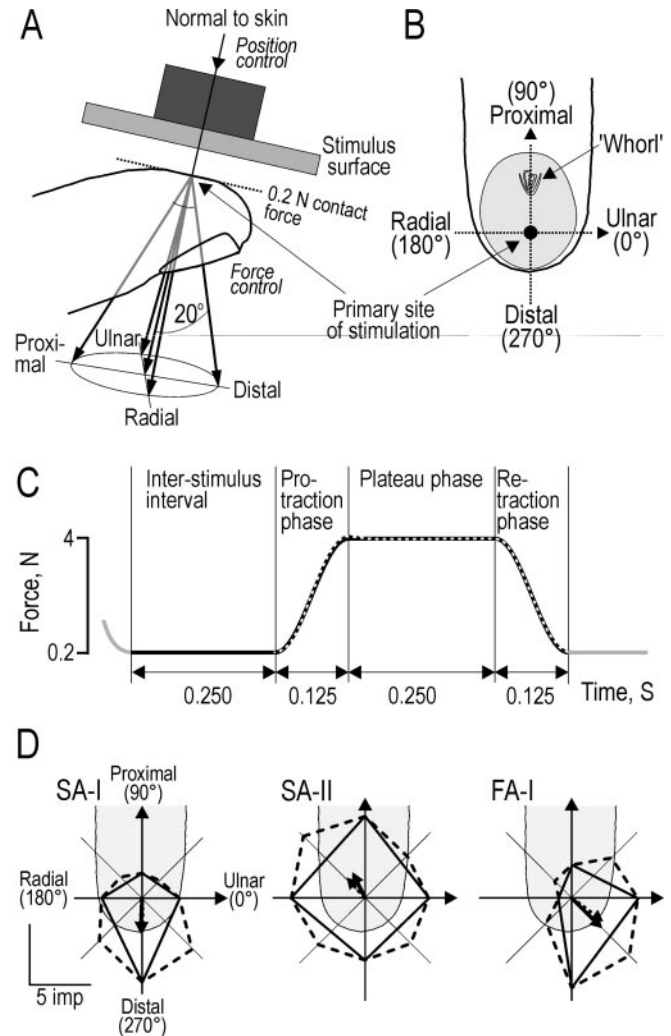 A
Normal to skin
Position
control
Stimulus
surface
0.2 N contact
force
Force control
20°
Ulnar
Proxi-
mal
Distal
Radial
Primary site
of stimulation
B
(90°)
Proximal
'Whorl'
Radial
(180°)
Ulnar
(0°)
Distal
(270°)
C
Inter-stimulus
interval
Pro-
traction
phase
Plateau phase
Re-
traction
phase
4
Force, N
0.2
0.250
0.125
0.250
0.125
Time, S
D
SA-I
Proximal
(90°)
SA-II
FA-I
Radial
(180°)
Ulnar
(0°)
5 imp
Distal
(270°)